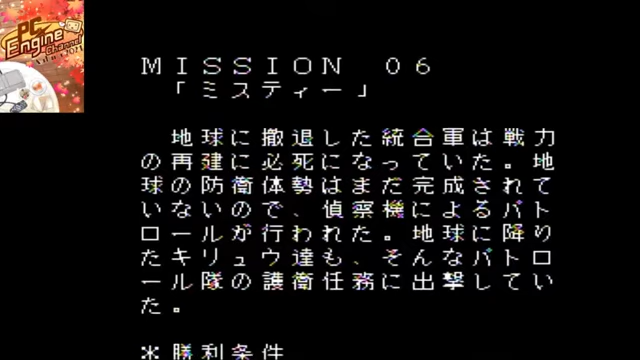 PC
Engine
Channel
MISSION 06
「ミスティー」
地球に撤退した統合軍は戦力
の再建に必死になっていた。地
球の防衛体勢はまだ完成されて
いないので、偵察機によるパト
ロールが行われた。地球に降り
たキリュウ達も、そんなパトロ
ール隊の護衛任務に出撃してい
た。
＊勝利条件